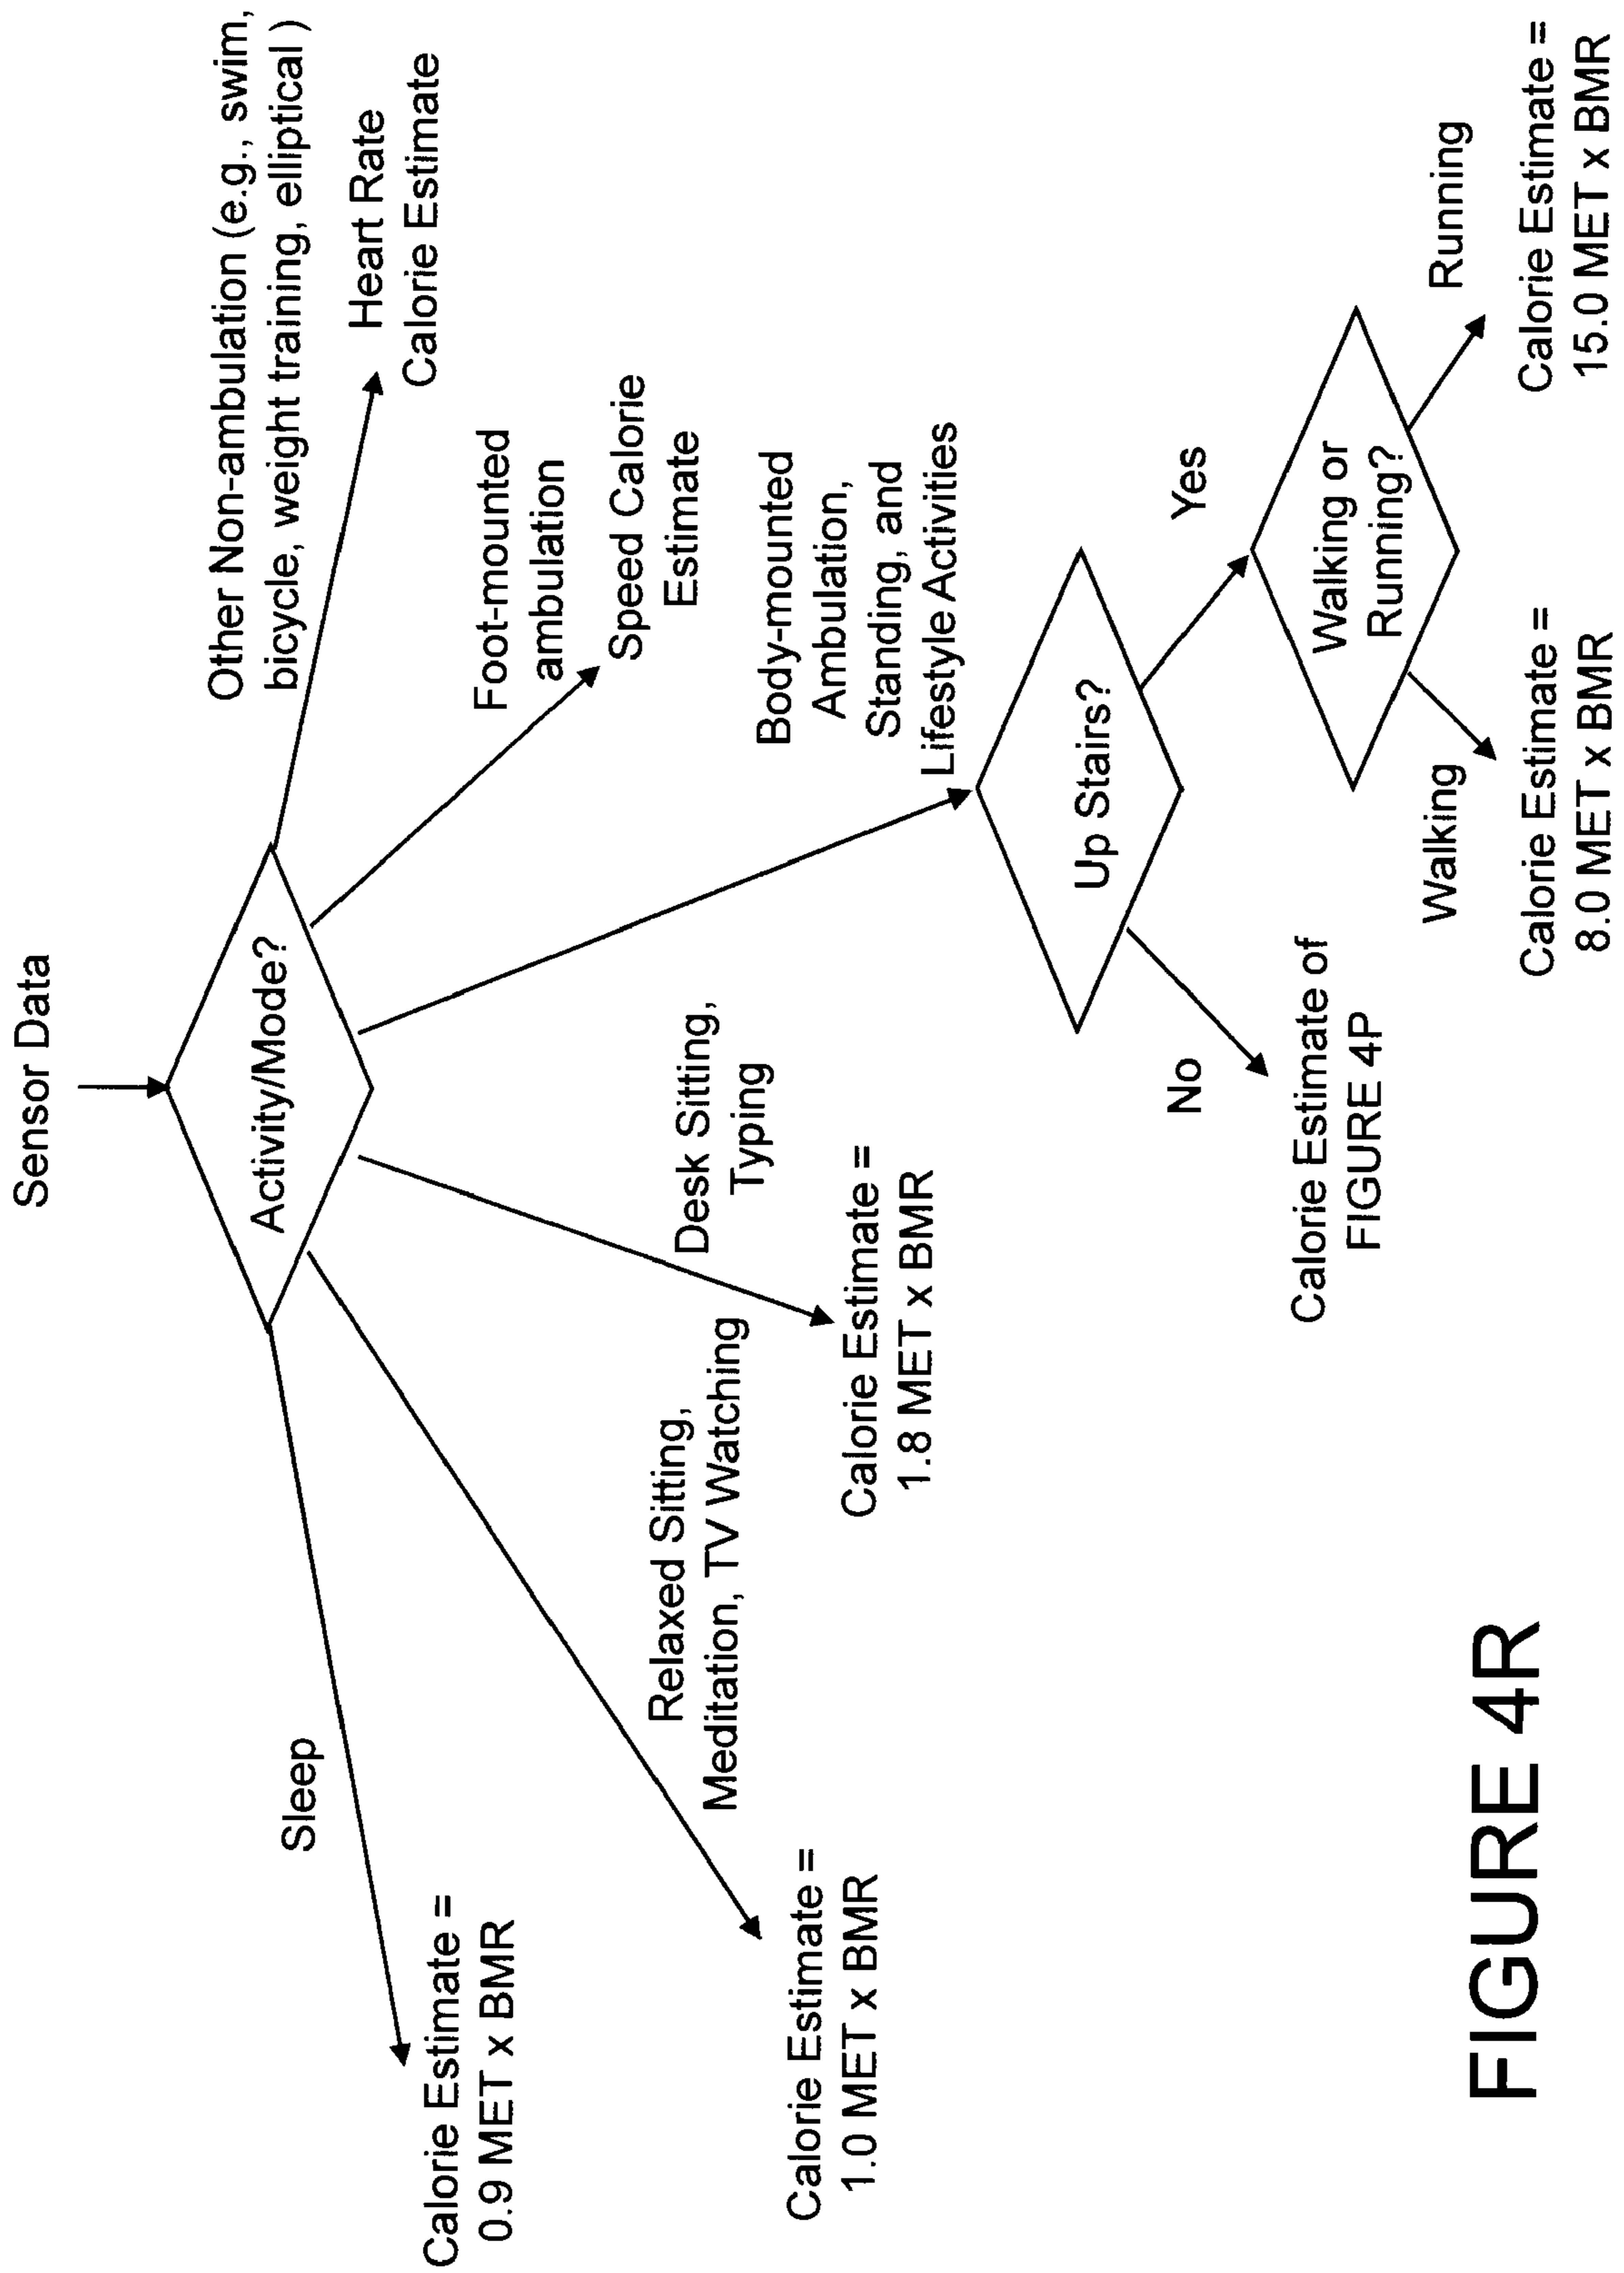 Sensor Data
Activity/Mode?
Other Non-ambulation (e.g., swim,
bicycle, weight training, elliptical )
Heart Rate
Calorie Estimate
Foot-mounted
ambulation
Speed Calorie
Estimate
Body-mounted
Ambulation,
Standing, and
Lifestyle Activities
Sleep
Calorie Estimate =
0.9 MET x BMR
Relaxed Sitting,
Meditation, TV Watching
Calorie Estimate =
1.0 MET x BMR
Desk Sitting,
Typing
Calorie Estimate =
1.8 MET x BMR
Up Stairs?
No
Calorie Estimate of
FIGURE 4P
Yes
Walking or
Running?
Walking
Calorie Estimate =
8.0 MET x BMR
Running
Calorie Estimate =
15.0 MET x BMR
FIGURE 4R